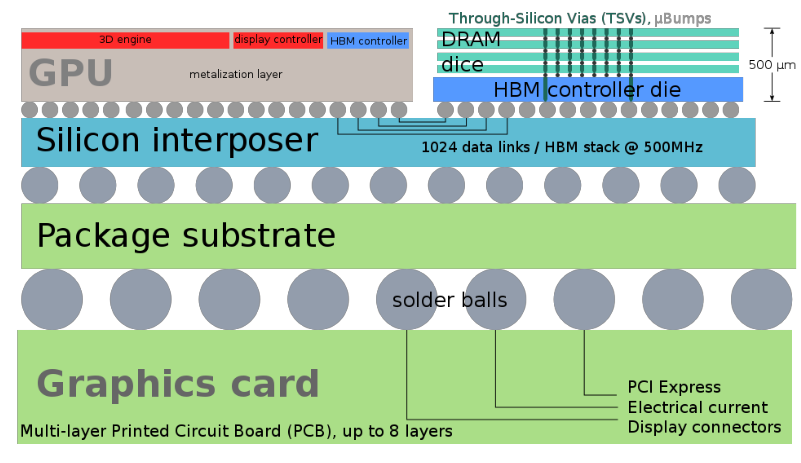 Through-Silicon Vias (TSVs), µBumps
3D engine
display controller
HBM controller
GPU
metalization layer
DRAM
dice
HBM controller die
500 µm
Silicon interposer
1024 data links / HBM stack @ 500MHz
Package substrate
solder balls
Graphics card
PCI Express
Electrical current
Display connectors
Multi-layer Printed Circuit Board (PCB), up to 8 layers